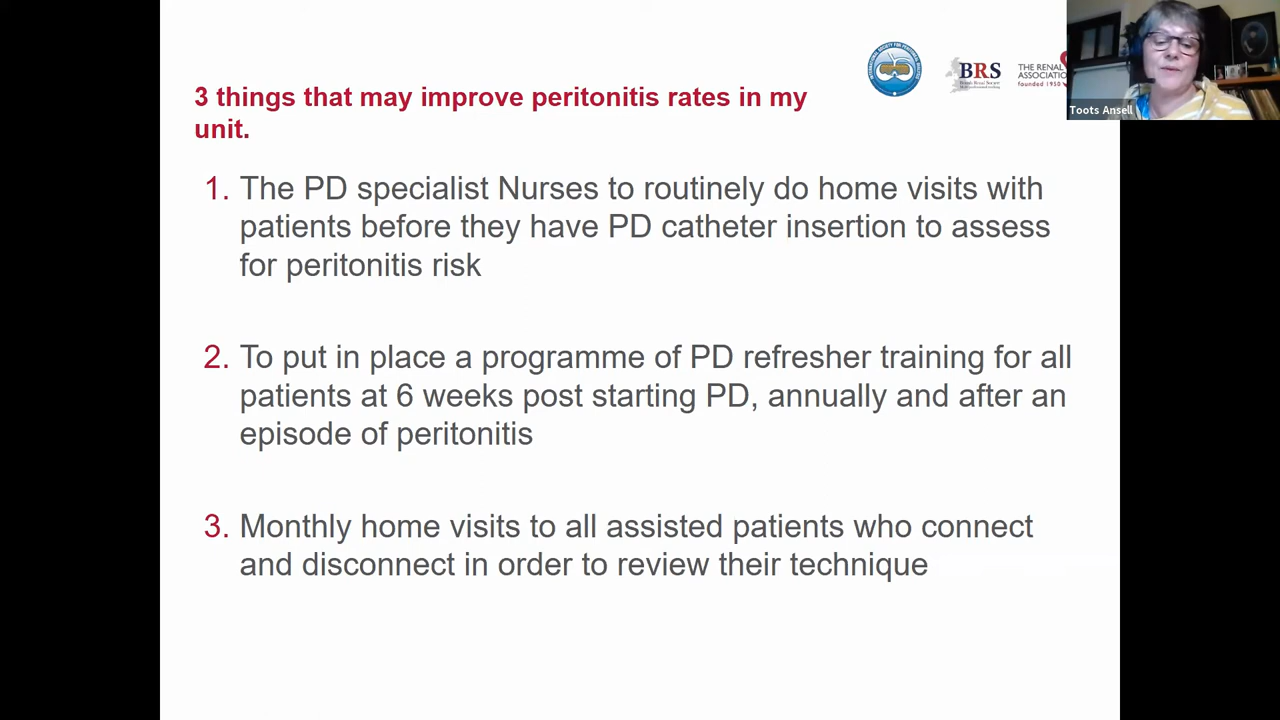 3 things that may improve peritonitis rates in my
unit.
BRS
THE RENAL
ASSOCIATIO
founded 1950
Toots Ansell
1. The PD specialist Nurses to routinely do home visits with
patients before they have PD catheter insertion to assess
for peritonitis risk
2. To put in place a programme of PD refresher training for all
patients at 6 weeks post starting PD, annually and after an
episode of peritonitis
3. Monthly home visits to all assisted patients who connect
and disconnect in order to review their technique